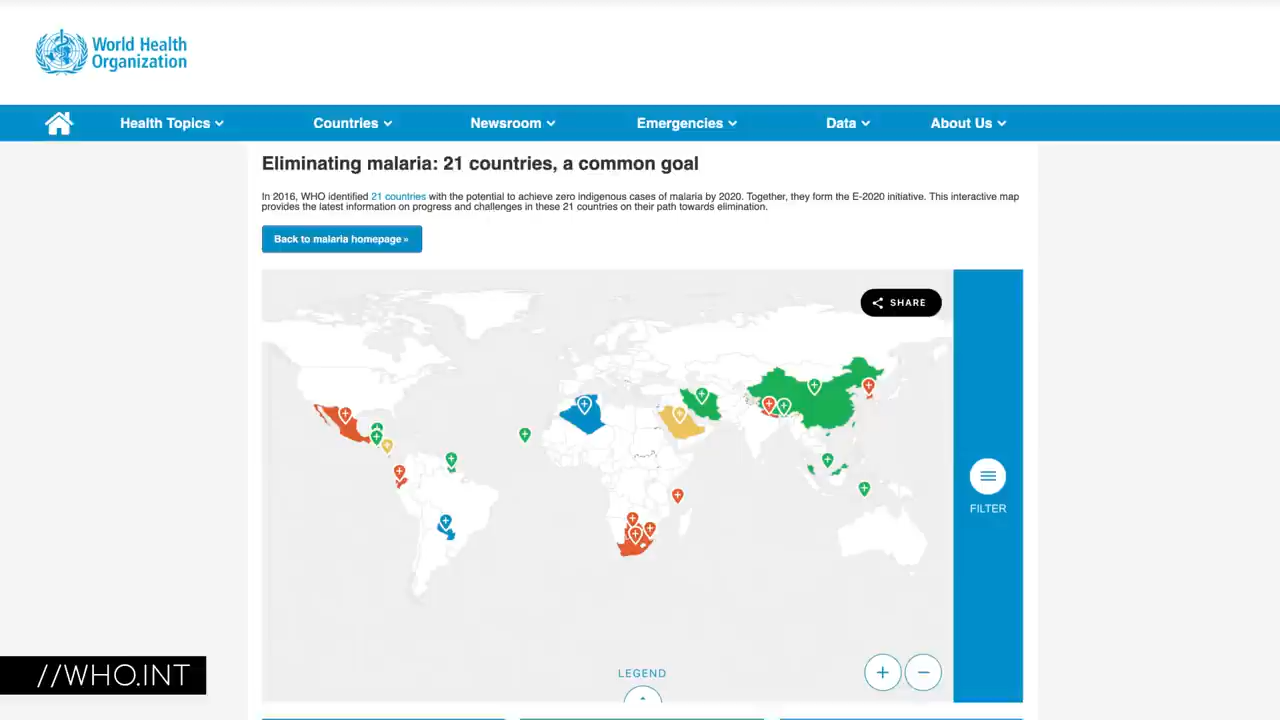 World Health
Organization
Health Topics
Countries
Newsroom
Emergencies
Data
About Us
Eliminating malaria: 21 countries, a common goal
In 2016, WHO identified 21 countries with the potential to achieve zero indigenous cases of malaria by 2020. Together, they form the E-2020 initiative. This interactive map
provides the latest information on progress and challenges in these 21 countries on their path towards elimination.
Back to malaria homepage »
SHARE
FILTER
LEGEND
//WHO.INT